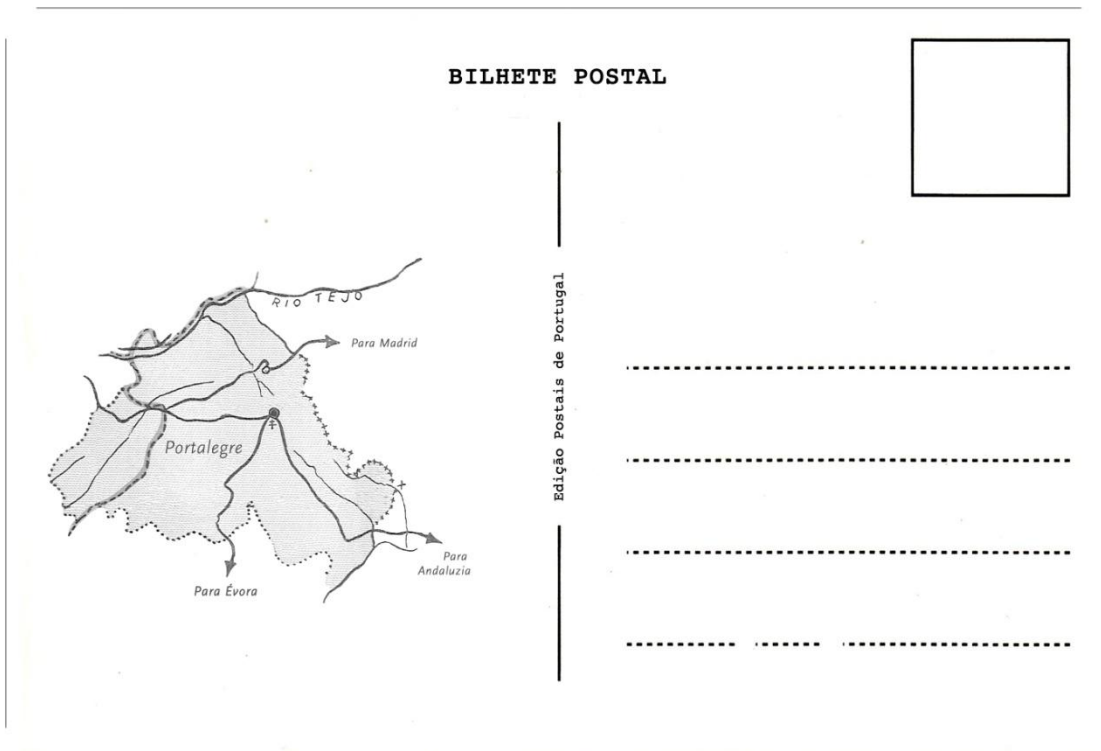 BILHETE POSTAL
RIO TEJO
Para Madrid
Portalegre
Para
Andaluzia
Para Évora
Edição Postais de Portugal